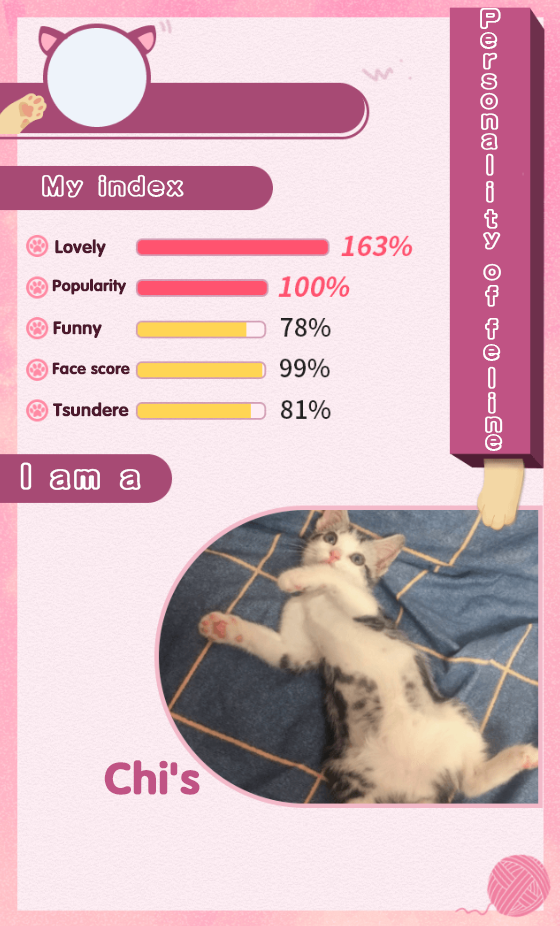 Personality of feline
My index
Lovely 163%
Popularity 100%
Funny 78%
Face score 99%
Tsundere 81%
I am a
Chi's